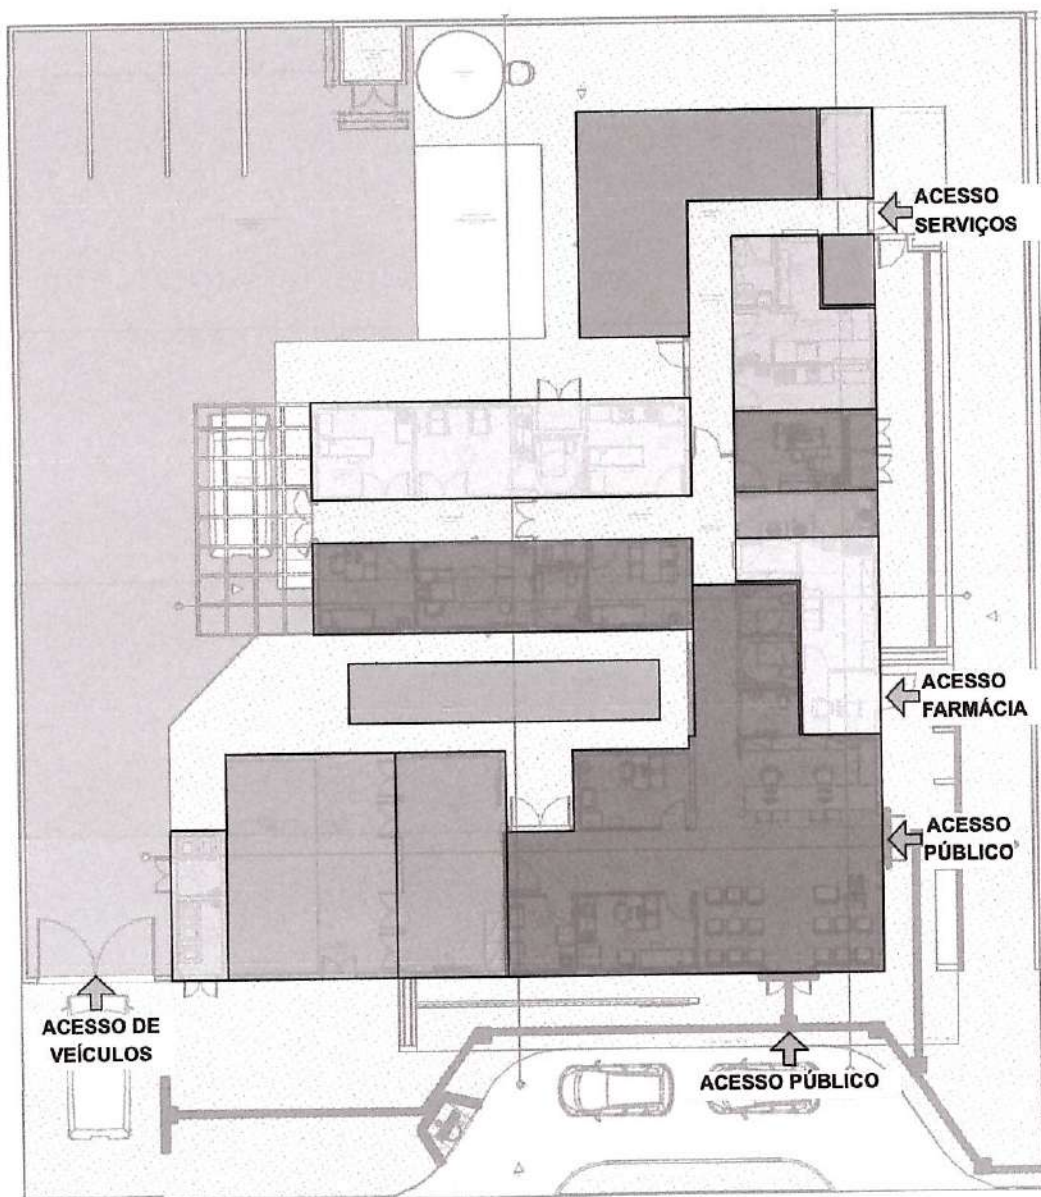 ACESSO
SERVIÇOS
ACESSO
FARMÁCIA
ACESSO
PÚBLICO
ACESSO DE
VEÍCULOS
ACESSO PÚBLICO